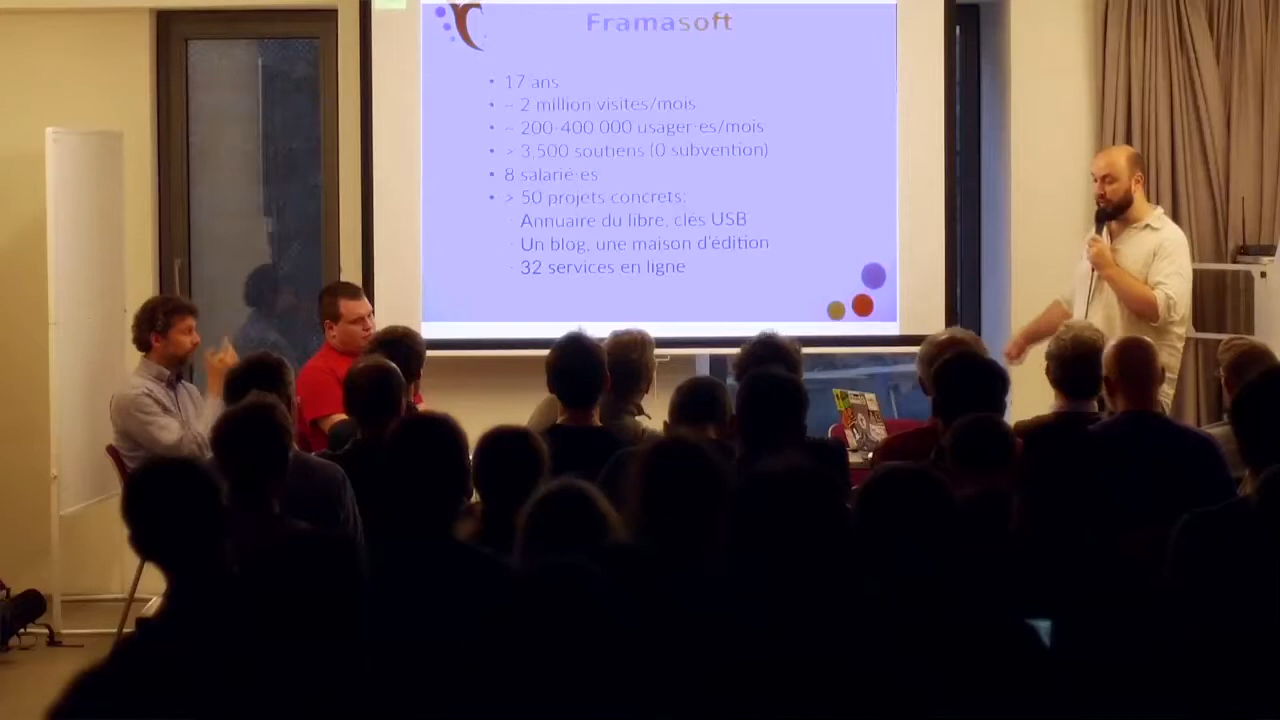 Framasoft
• 17 ans
• ~ 2 million visites/mois
• ~ 200-400 000 usager·es/mois
• > 3,500 soutiens (0 subvention)
• 8 salarié·es
• > 50 projets concrets:
· Annuaire du libre, clés USB
· Un blog, une maison d'édition
· 32 services en ligne